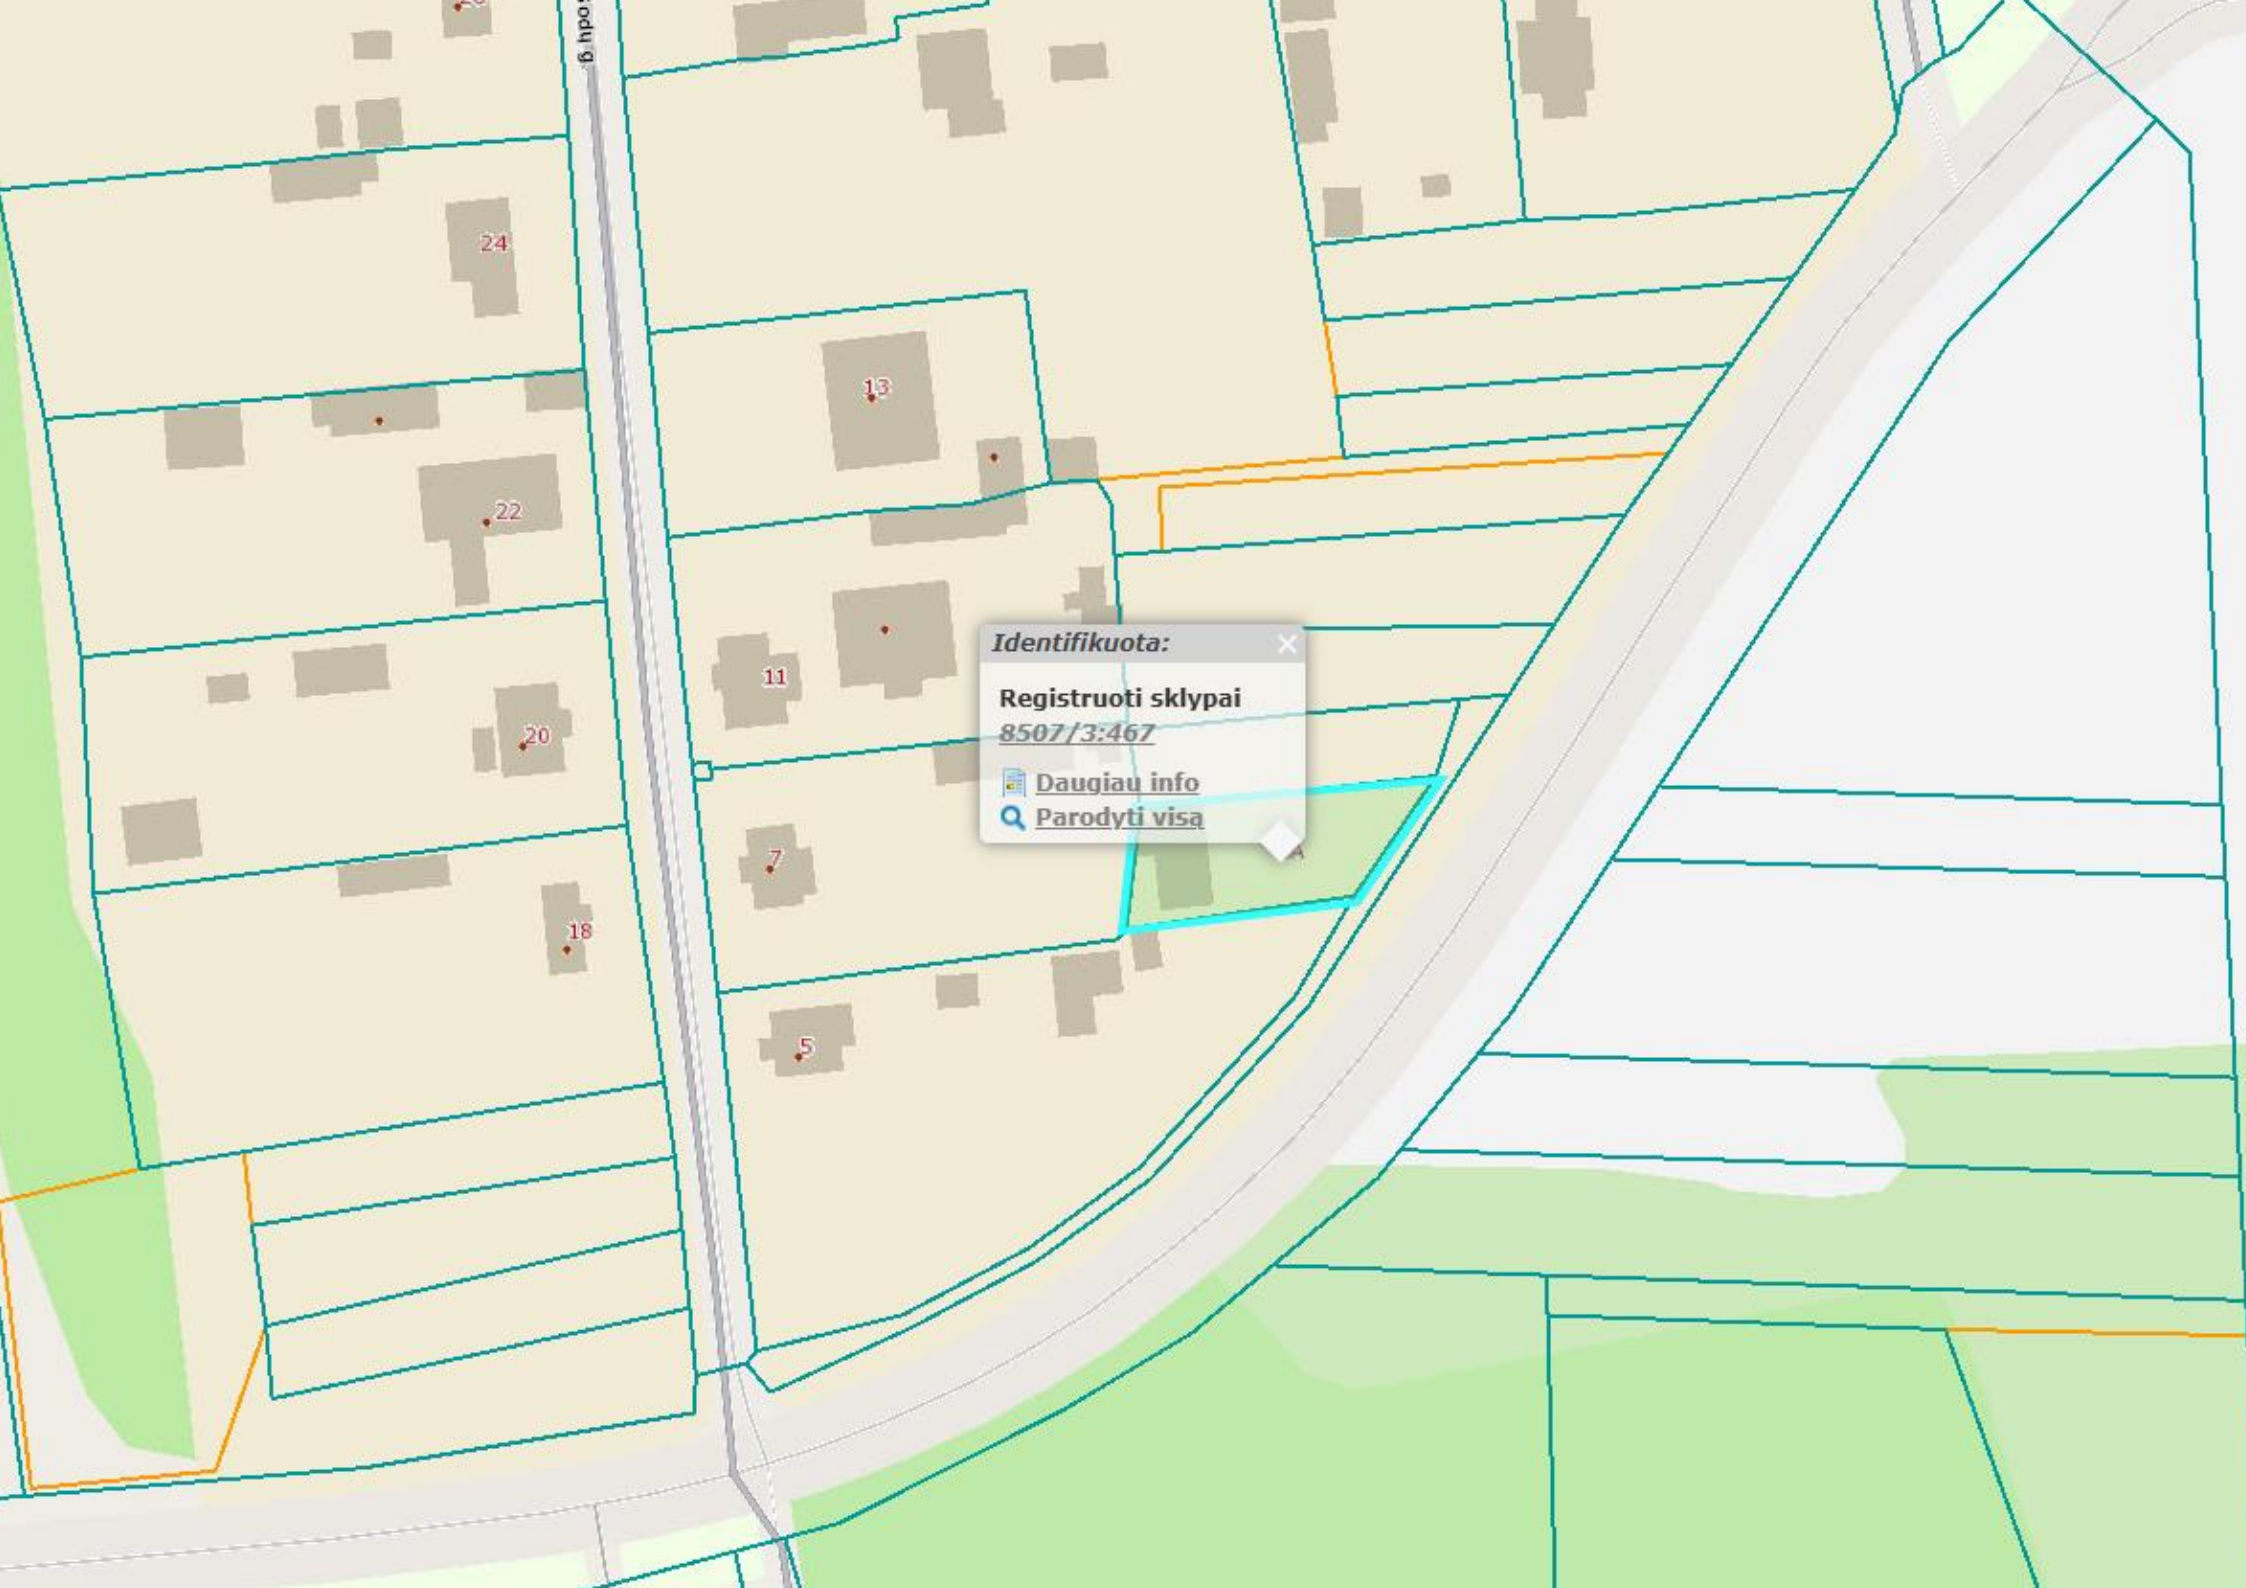 24
13
22
Identifikuota:
Registruoti sklypai
8507/3:467
Daugiau info
Parodyti visą
11
20
7
18
5